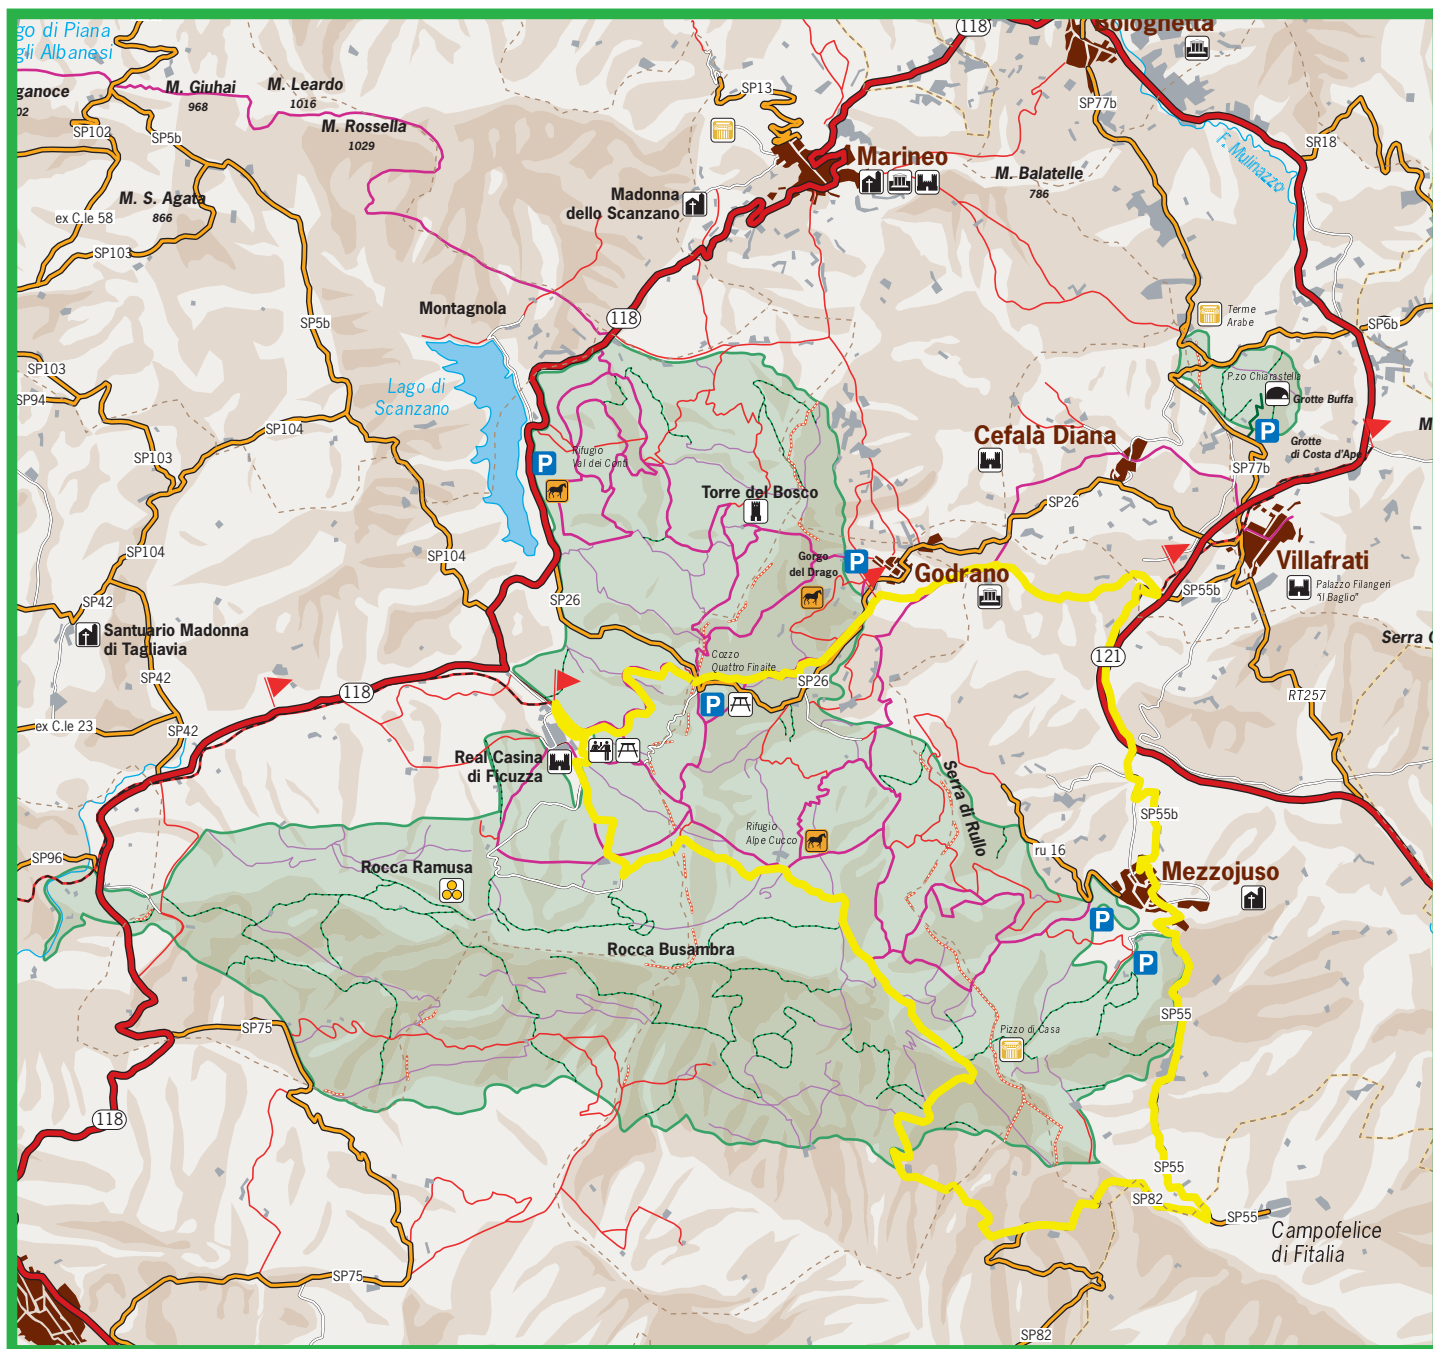 go di Piana
gli Albanesi
118
Bolognetta
M. Giuhai
968
M. Leardo
1016
ganoce
02
SP13
SP77b
M. Rossella
1029
SP102
SP5b
SR18
F. Mulinazzo
Marineo
M. Balatelle
786
M. S. Agata
866
Madonna
dello Scanzano
ex C.le 58
SP103
Montagnola
118
SP5b
Terme
Arabe
SP6b
SP103
SP94
Lago di
Scanzano
P.zo Chiarastella
Grotte Buffa
SP104
M
P
Cefalà Diana
Grotte
di Costa d'Ape
SP103
P
Rifugio
Val dei Conti
SP77b
Torre del Bosco
SP26
SP104
SP104
Gorgo
del Drago
P
Godrano
Villafrati
Palazzo Filangeri
"il Baglio"
SP55b
SP42
SP26
Santuario Madonna
di Tagliavia
Serra
Cozzo
Quattro Finaite
121
SP42
118
SP26
RT257
P
ex C.le 23
SP42
Real Casina
di Ficuzza
Serra di Rullo
SP55b
Rifugio
Alpe Cucco
ru 16
SP96
Rocca Ramusa
Mezzojuso
P
Rocca Busambra
P
SP55
SP75
Pizzo di Casa
118
SP55
SP82
SP55
Campofelice
di Fitalia
SP75
SP82